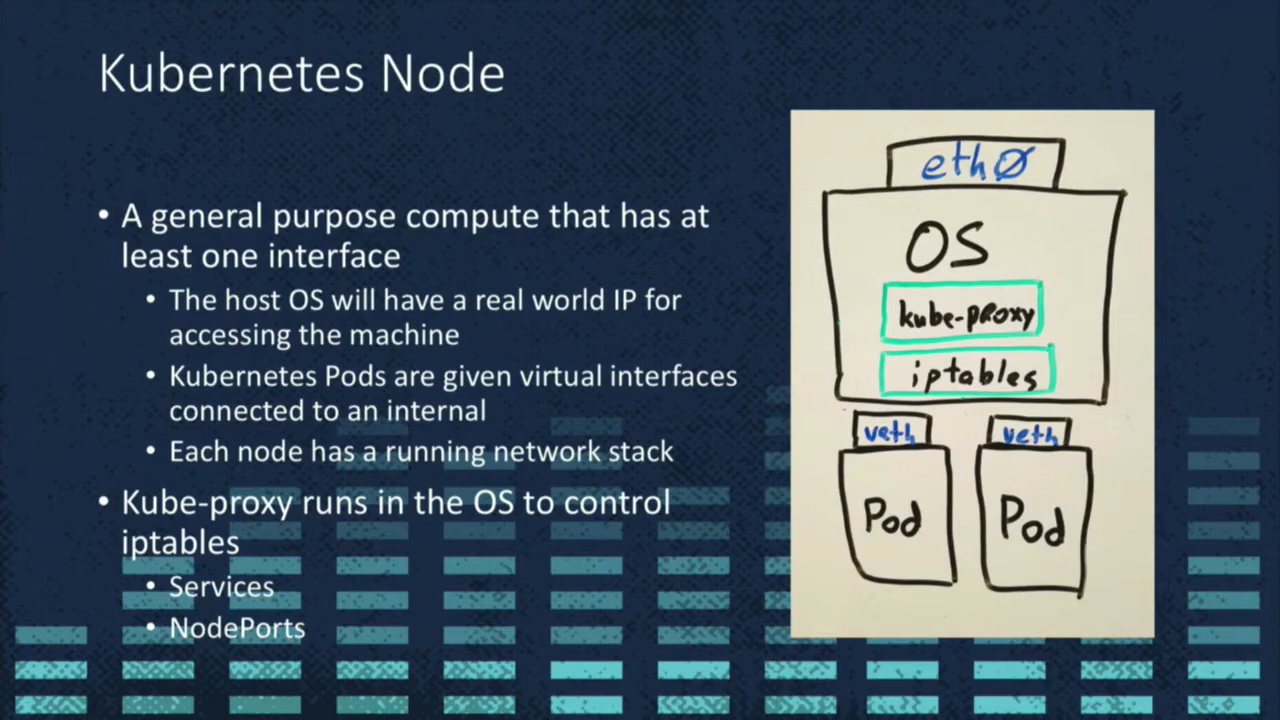 Kubernetes Node
• A general purpose compute that has at
least one interface
• The host OS will have a real world IP for
accessing the machine
• Kubernetes Pods are given virtual interfaces
connected to an internal
• Each node has a running network stack
• Kube-proxy runs in the OS to control
iptables
• Services
• NodePorts
eth0
OS
kube-proxy
iptables
veth veth
Pod Pod